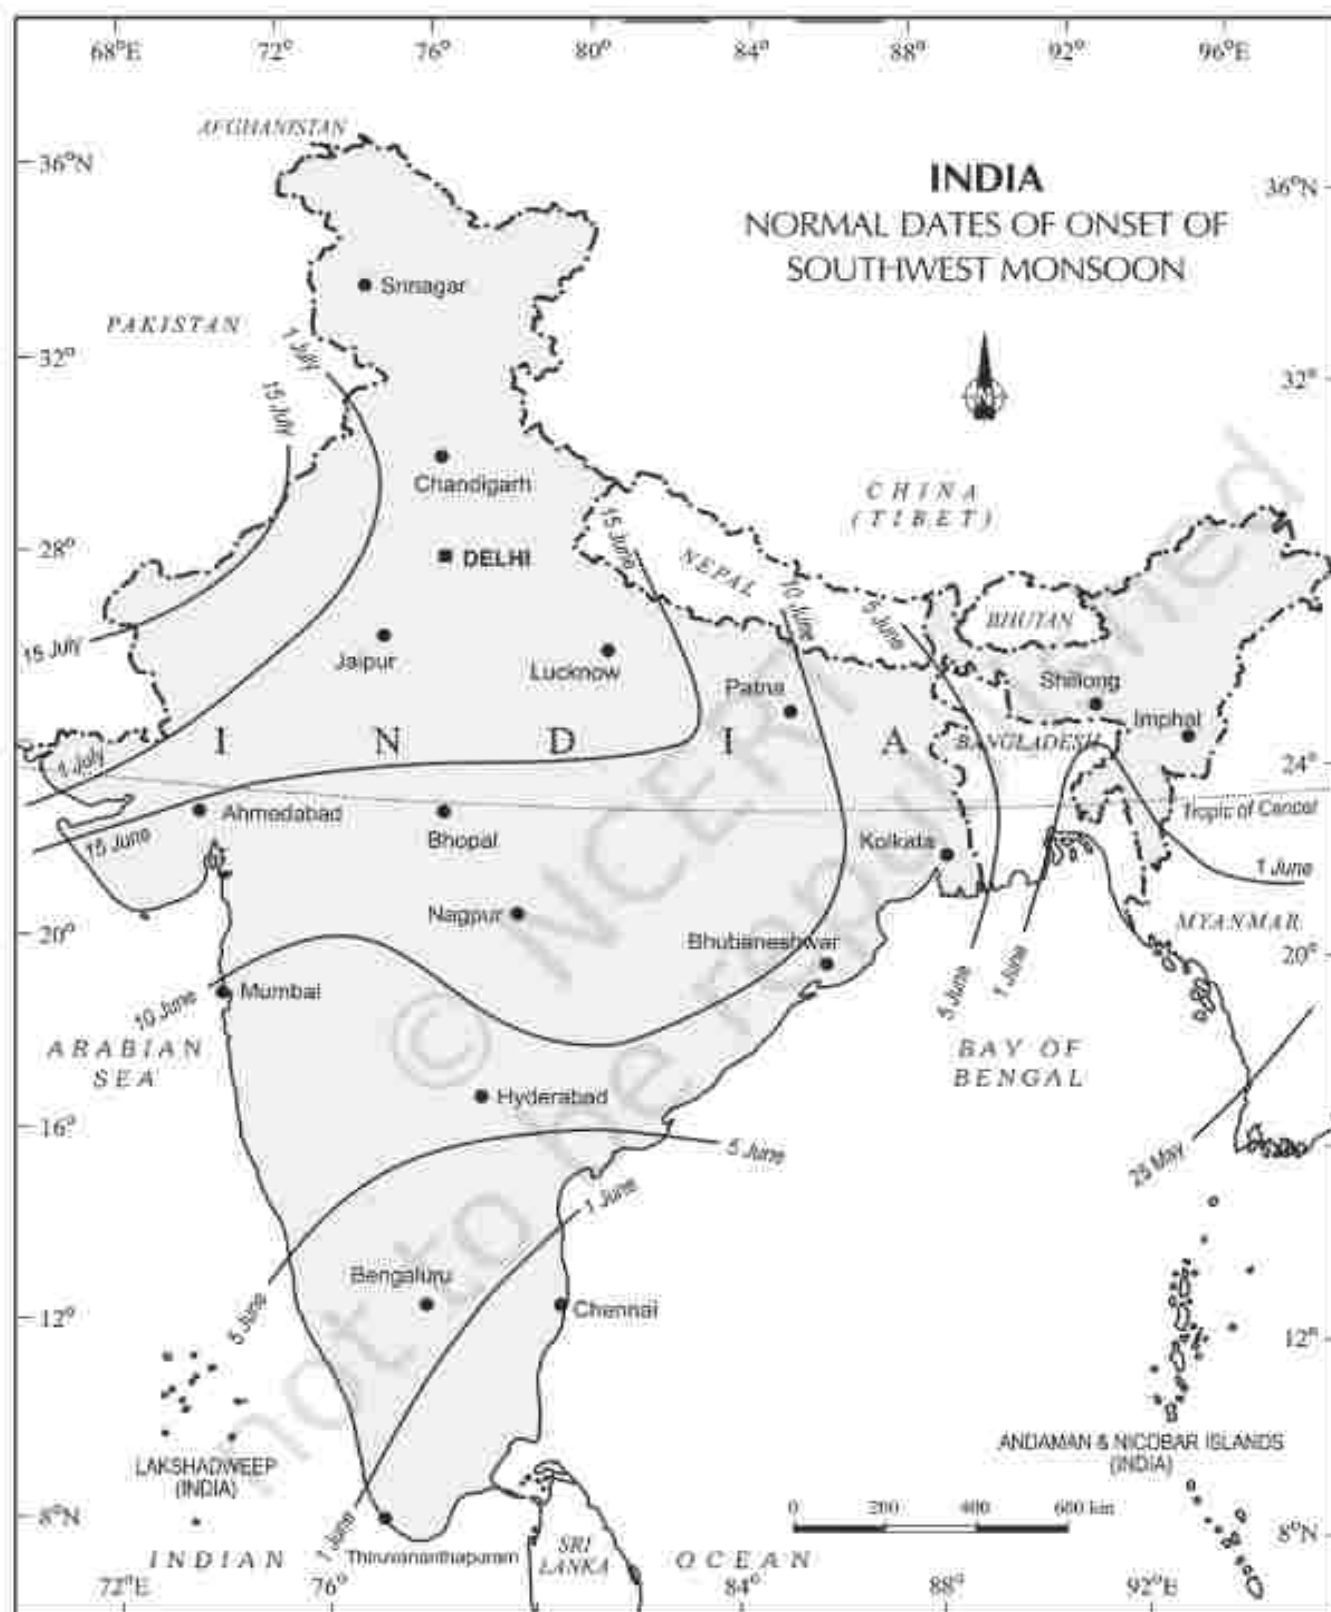 68°E 72° 76° 80° 84° 88° 92° 96°E
AFGHANISTAN
36°N
INDIA
36°N
NORMAL DATES OF ONSET OF
SOUTHWEST MONSOON
Srinagar
PAKISTAN
1 July
32°
32°
15 July
Chandigarh
CHINA
(TIBET)
15 June
28°
DELHI
NEPAL
10 June
5 June
BHUTAN
15 July
Jaipur
Lucknow
Patna
Shillong
Imphal
I N D I A
BANGLADESH
1 July
24°
24°
Ahmedabad
Tropic of Cancer
15 June
Bhopal
Kolkata
1 June
Nagpur
MYANMAR
20°
Bhubaneshwar
20°
Mumbai
10 June
5 June
1 June
ARABIAN
SEA
BAY OF
BENGAL
Hyderabad
16°
5 June
25 May
1 June
Bengaluru
Chennai
12°
12°
5 June
LAKSHADWEEP
(INDIA)
ANDAMAN & NICOBAR ISLANDS
(INDIA)
0 200 400 600 km
8°N
8°N
1 June
Thiruvananthapuram
SRI
LANKA
INDIAN OCEAN
72°E 76° 84° 88° 92°E
© NCERT
not to be republished